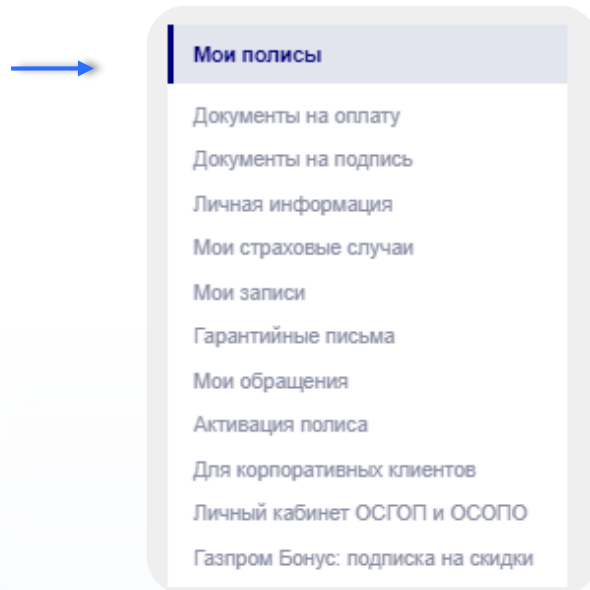 Мои полисы
Документы на оплату
Документы на подпись
Личная информация
Мои страховые случаи
Мои записи
Гарантийные письма
Мои обращения
Активация полиса
Для корпоративных клиентов
Личный кабинет ОСГОП и ОСОПО
Газпром Бонус: подписка на скидки